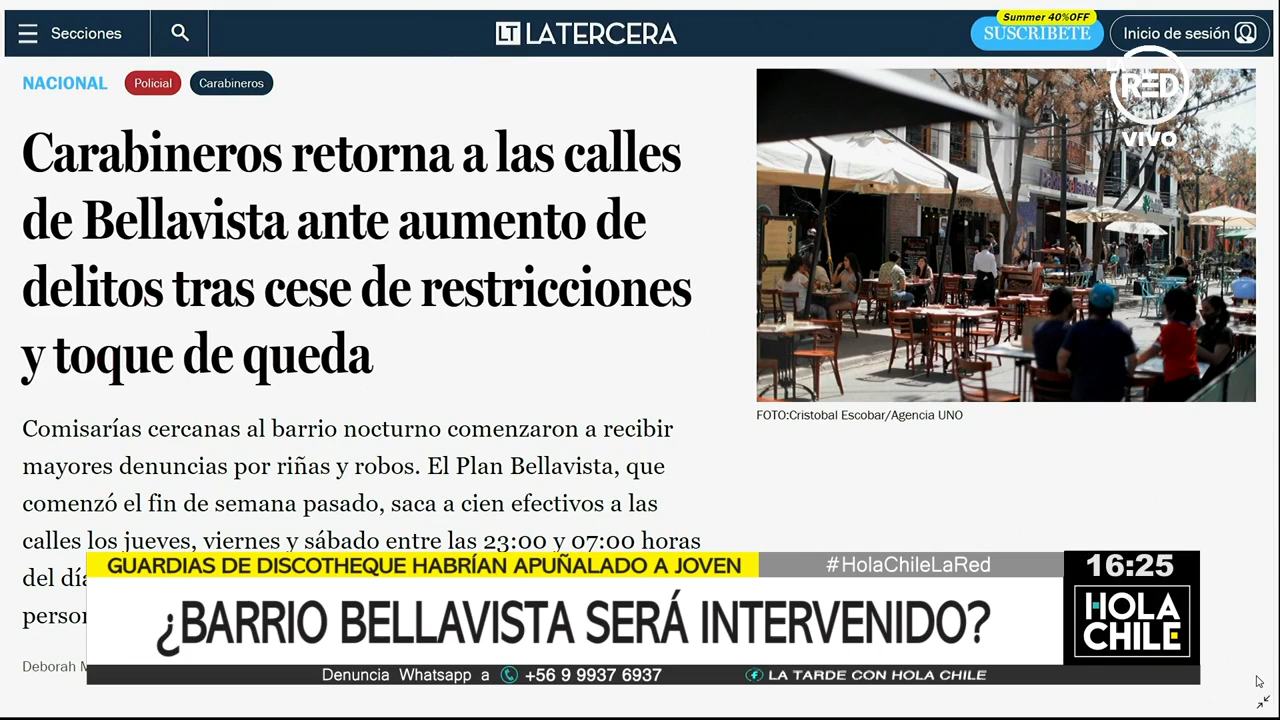 Secciones
LT LATERCERA
Summer 40%OFF
SUSCRIBETE
Inicio de sesión
RED
VIVO
NACIONAL
Policial
Carabineros
Carabineros retorna a las calles
de Bellavista ante aumento de
delitos tras cese de restricciones
y toque de queda
FOTO:Cristobal Escobar/Agencia UNO
Comisarías cercanas al barrio nocturno comenzaron a recibir
mayores denuncias por riñas y robos. El Plan Bellavista, que
comenzó el fin de semana pasado, saca a cien efectivos a las
calles los jueves, viernes y sábado entre las 23:00 y 07:00 horas
del
Deborah
GUARDIAS DE DISCOTHEQUE HABRÍAN APUÑALADO A JOVEN
#HolaChileLaRed
16:25
¿BARRIO BELLAVISTA SERÁ INTERVENIDO?
HOLA
CHILE
Denuncia Whatsapp a +56 9 9937 6937
LA TARDE CON HOLA CHILE